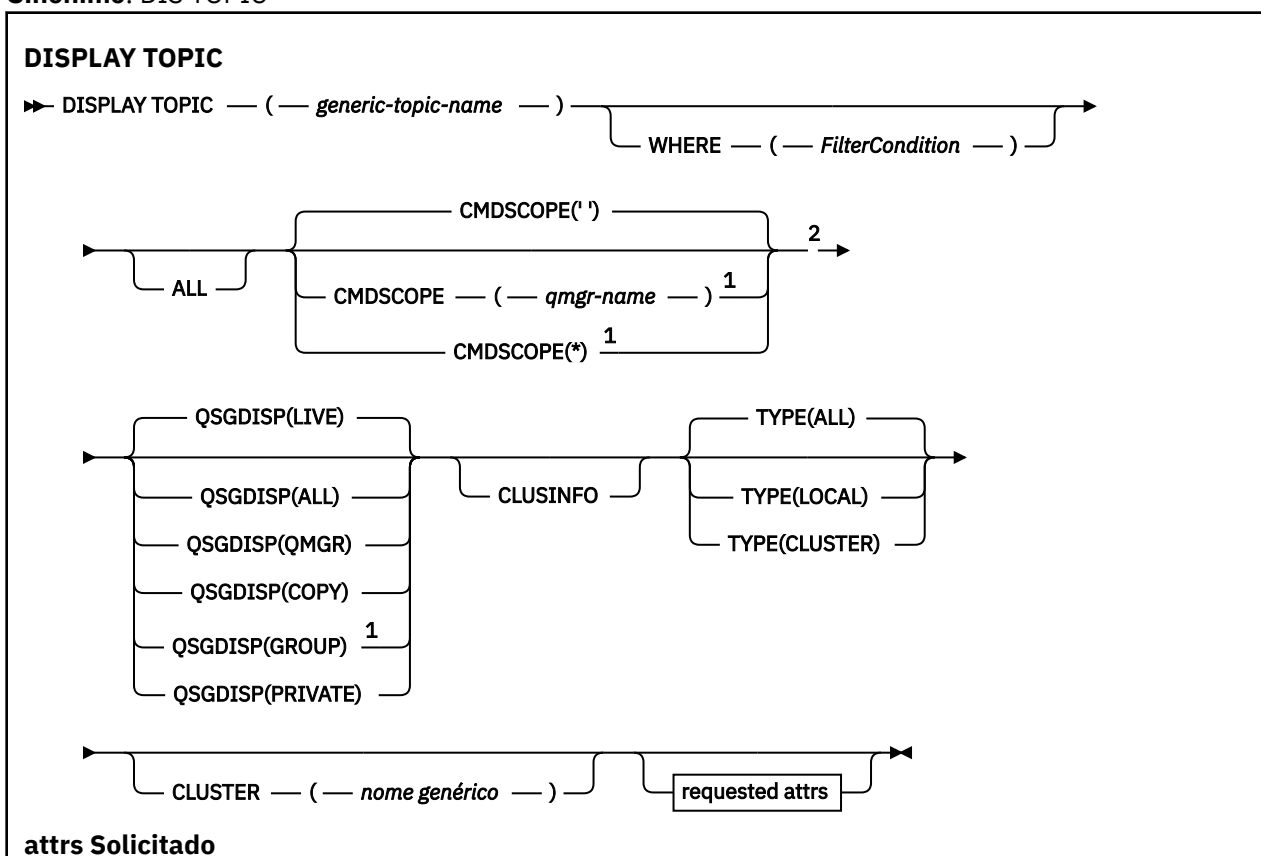 Sinônimo: DIS TOPIC
DISPLAY TOPIC
DISPLAY TOPIC ( generic-topic-name )
WHERE ( FilterCondition )
ALL
CMDSCOPE(' ')
CMDSCOPE ( qmgr-name ) 1
CMDSCOPE(*) 1
2
QSGDISP(LIVE)
QSGDISP(ALL)
QSGDISP(QMGR)
QSGDISP(COPY)
QSGDISP(GROUP) 1
QSGDISP(PRIVATE)
CLUSINFO
TYPE(ALL)
TYPE(LOCAL)
TYPE(CLUSTER)
CLUSTER ( nome genérico )
requested attrs
attrs Solicitado